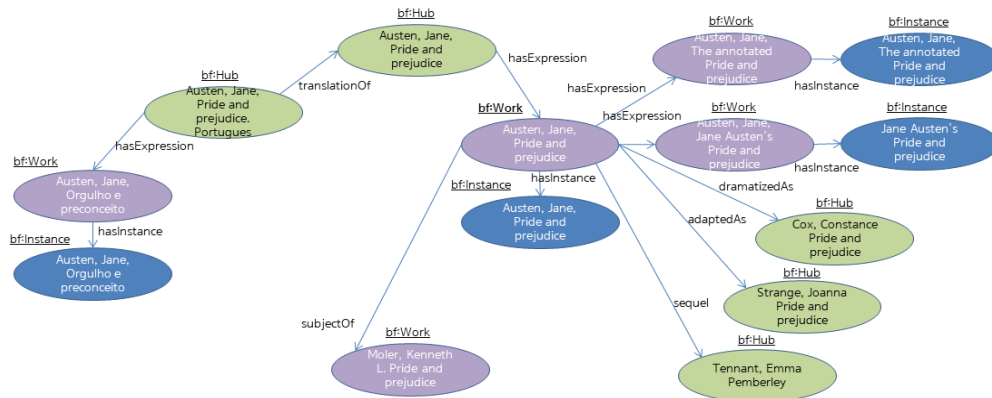 bf:Hub
Austen, Jane,
Pride and
prejudice
bf:Hub
Austen, Jane,
Pride and
prejudice.
Portugues
translationOf
hasExpression
bf:Work
Austen, Jane,
Orgulho e
preconceito
hasInstance
bf:Instance
Austen, Jane,
Orgulho e
preconceito
hasExpression
bf:Work
Austen, Jane,
Pride and
prejudice
hasInstance
bf:Instance
Austen, Jane,
Pride and
prejudice
hasExpression
bf:Work
Austen, Jane,
The annotated
Pride and
prejudice
hasInstance
bf:Instance
Austen, Jane,
The annotated
Pride and
prejudice
hasExpression
bf:Work
Austen, Jane,
Jane Austen's
Pride and
prejudice
hasInstance
bf:Instance
Jane Austen's
Pride and
prejudice
dramatizedAs
bf:Hub
Cox, Constance
Pride and
prejudice
adaptedAs
bf:Hub
Strange, Joanna
Pride and
prejudice
sequel
bf:Hub
Tennant, Emma
Pemberley
subjectOf
bf:Work
Moler, Kenneth
L. Pride and
prejudice